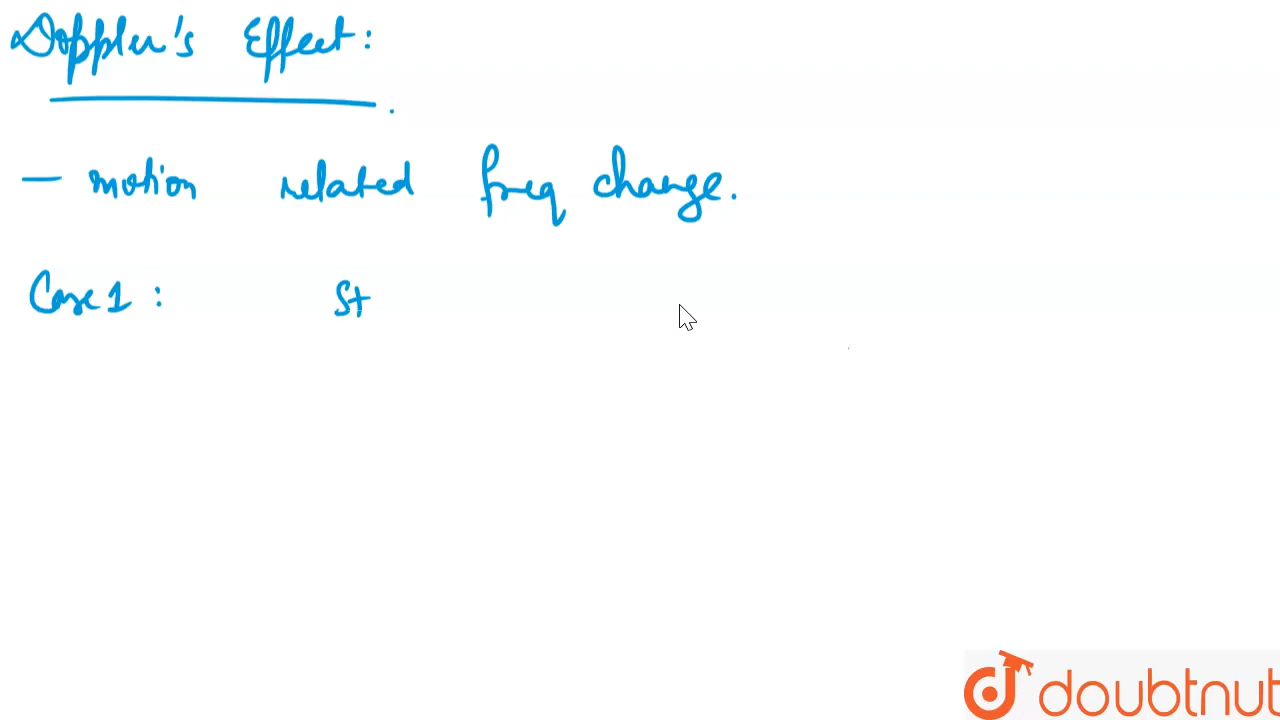 Doppler's Effect:
— motion related freq change.
Case 1 : St
doubtnut